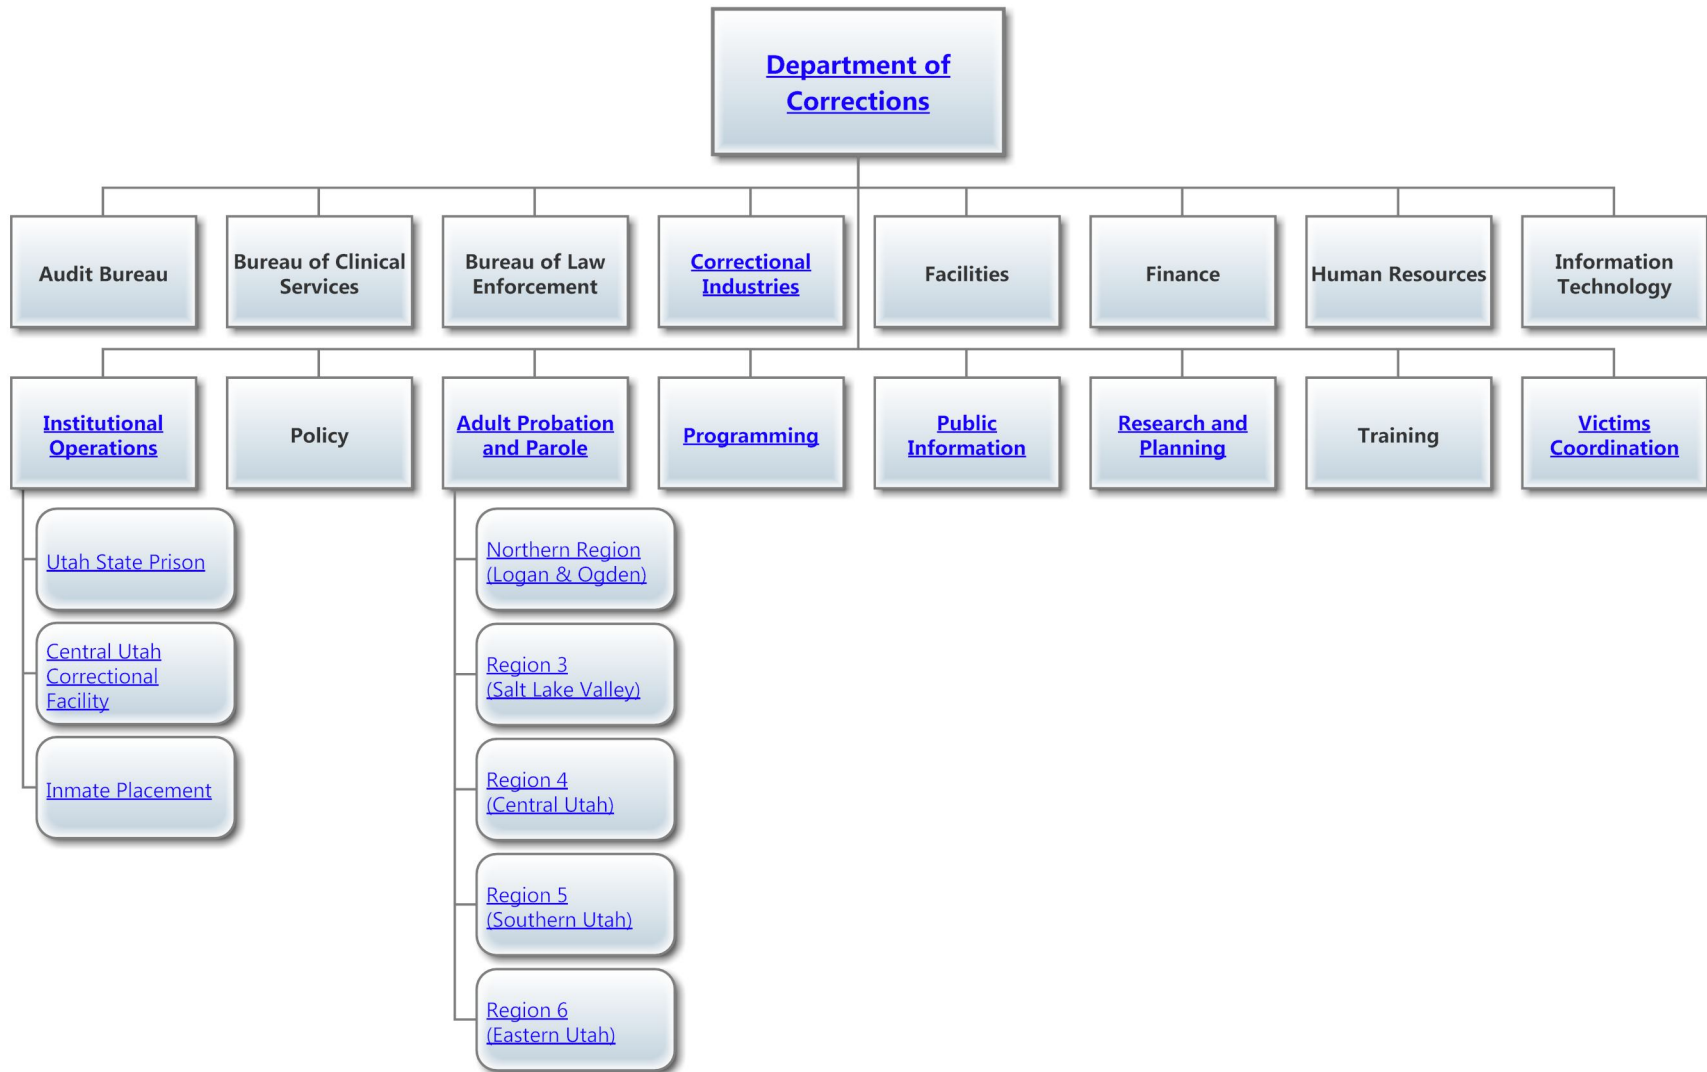 Department of
Corrections
Audit Bureau
Bureau of Clinical
Services
Bureau of Law
Enforcement
Correctional
Industries
Facilities
Finance
Human Resources
Information
Technology
Institutional
Operations
Policy
Adult Probation
and Parole
Programming
Public
Information
Research and
Planning
Training
Victims
Coordination
Utah State Prison
Central Utah
Correctional
Facility
Inmate Placement
Northern Region
(Logan & Ogden)
Region 3
(Salt Lake Valley)
Region 4
(Central Utah)
Region 5
(Southern Utah)
Region 6
(Eastern Utah)